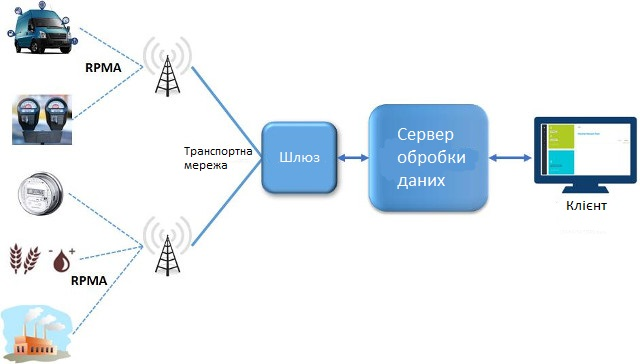 RPMA
Транспортна
мережа
Шлюз
Сервер
обробки
даних
Клієнт
RPMA